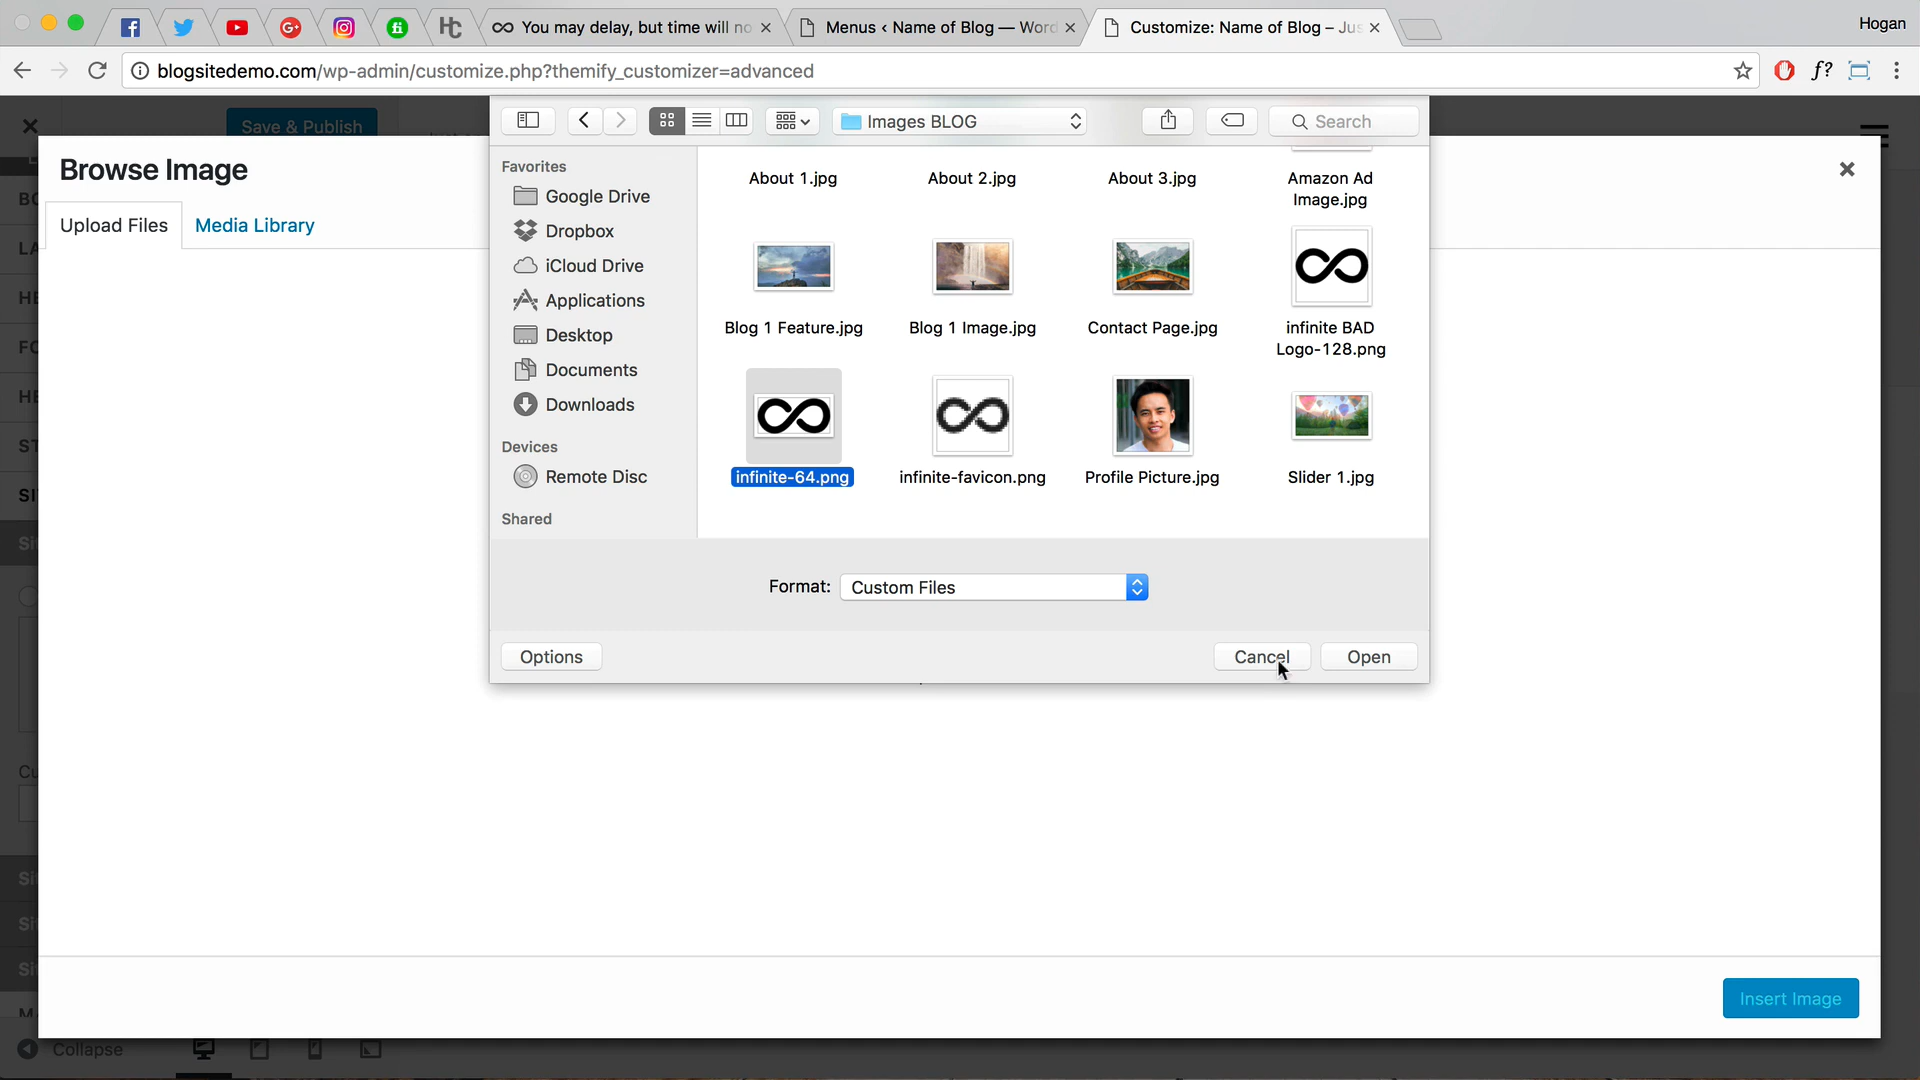 You may delay, but time will no
Menus ‹ Name of Blog — Word
Customize: Name of Blog – Jus
Hogan
blogsitedemo.com/wp-admin/customize.php?themify_customizer=advanced
f?
Save & Publish
Images BLOG
Search
Browse Image
Upload Files
Media Library
Favorites
Google Drive
Dropbox
iCloud Drive
Applications
Desktop
Documents
Downloads
Devices
Remote Disc
Shared
About 1.jpg
About 2.jpg
About 3.jpg
Amazon Ad
Image.jpg
Blog 1 Feature.jpg
Blog 1 Image.jpg
Contact Page.jpg
infinite BAD
Logo-128.png
infinite-64.png
infinite-favicon.png
Profile Picture.jpg
Slider 1.jpg
Format:
Custom Files
Options
Cancel
Open
Insert Image
Collapse